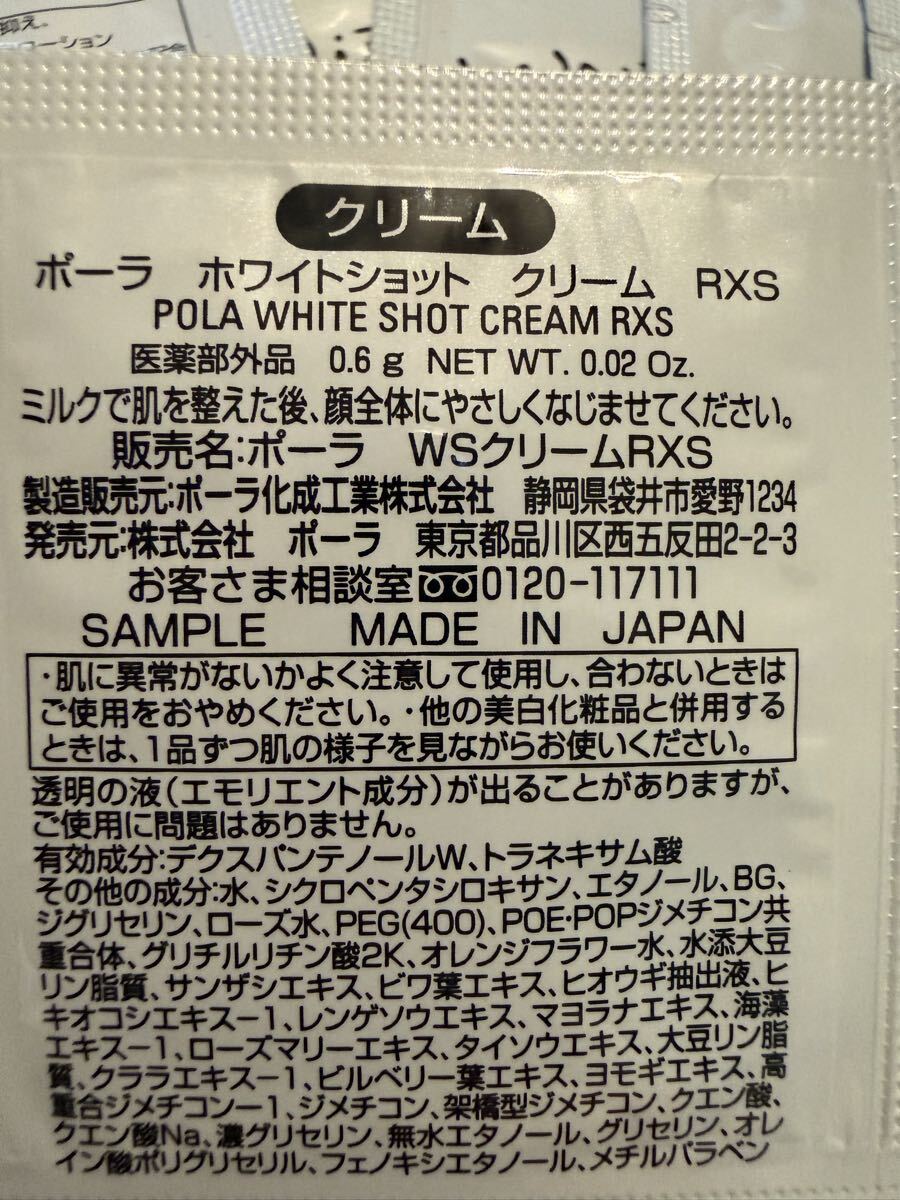 抑え。
ーション
クリーム
ポーラ ホワイトショット クリーム RXS
POLA WHITE SHOT CREAM RXS
医薬部外品 0.6 g NET WT. 0.02 Oz.
ミルクで肌を整えた後、顔全体にやさしくなじませてください。
販売名:ポーラ WSクリームRXS
製造販売元:ポーラ化成工業株式会社 静岡県袋井市愛野1234
発売元:株式会社 ポーラ 東京都品川区西五反田2-2-3
お客さま相談室 0120-117111
SAMPLE MADE IN JAPAN
・肌に異常がないかよく注意して使用し、合わないときは
ご使用をおやめください。・他の美白化粧品と併用する
ときは、1品ずつ肌の様子を見ながらお使いください。
透明の液(エモリエント成分)が出ることがありますが、
ご使用に問題はありません。
有効成分:デクスパンテノールW、トラネキサム酸
その他の成分:水、シクロペンタシロキサン、エタノール、BG、
ジグリセリン、ローズ水、PEG(400)、POE・POPジメチコン共
重合体、グリチルリチン酸2K、オレンジフラワー水、水添大豆
リン脂質、サンザシエキス、ビワ葉エキス、ヒオウギ抽出液、ヒ
キオコシエキス-1、レンゲソウエキス、マヨラナエキス、海藻
エキス-1、ローズマリーエキス、タイソウエキス、大豆リン脂
質、クララエキス-1、ビルベリー葉エキス、ヨモギエキス、高
重合ジメチコン-1、ジメチコン、架橋型ジメチコン、クエン酸、
クエン酸Na、濃グリセリン、無水エタノール、グリセリン、オレ
イン酸ポリグリセリル、フェノキシエタノール、メチルパラベン